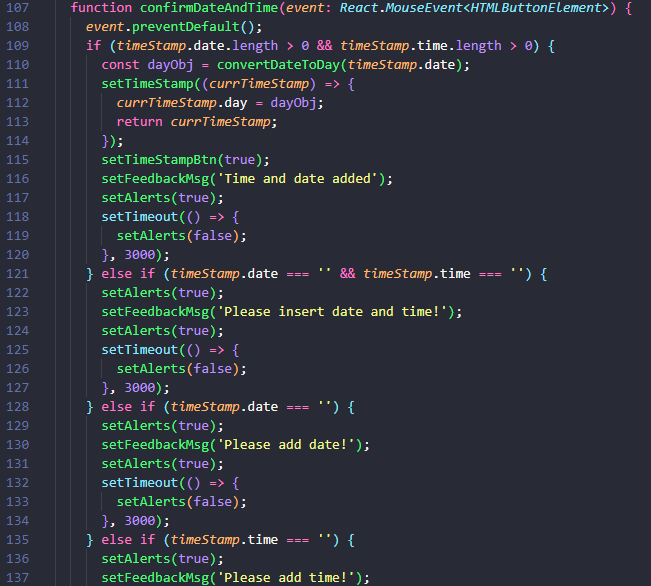 107 function confirmDateAndTime(event: React.MouseEvent<HTMLButtonElement>) {
108 event.preventDefault();
109 if (timeStamp.date.length > 0 && timeStamp.time.length > 0) {
110 const dayObj = convertDateToDay(timeStamp.date);
111 setTimeStamp((currTimeStamp) => {
112 currTimeStamp.day = dayObj;
113 return currTimeStamp;
114 });
115 setTimeStampBtn(true);
116 setFeedbackMsg('Time and date added');
117 setAlerts(true);
118 setTimeout(() => {
119 setAlerts(false);
120 }, 3000);
121 } else if (timeStamp.date === '' && timeStamp.time === '') {
122 setAlerts(true);
123 setFeedbackMsg('Please insert date and time!');
124 setAlerts(true);
125 setTimeout(() => {
126 setAlerts(false);
127 }, 3000);
128 } else if (timeStamp.date === '') {
129 setAlerts(true);
130 setFeedbackMsg('Please add date!');
131 setAlerts(true);
132 setTimeout(() => {
133 setAlerts(false);
134 }, 3000);
135 } else if (timeStamp.time === '') {
136 setAlerts(true);
137 setFeedbackMsg('Please add time!');